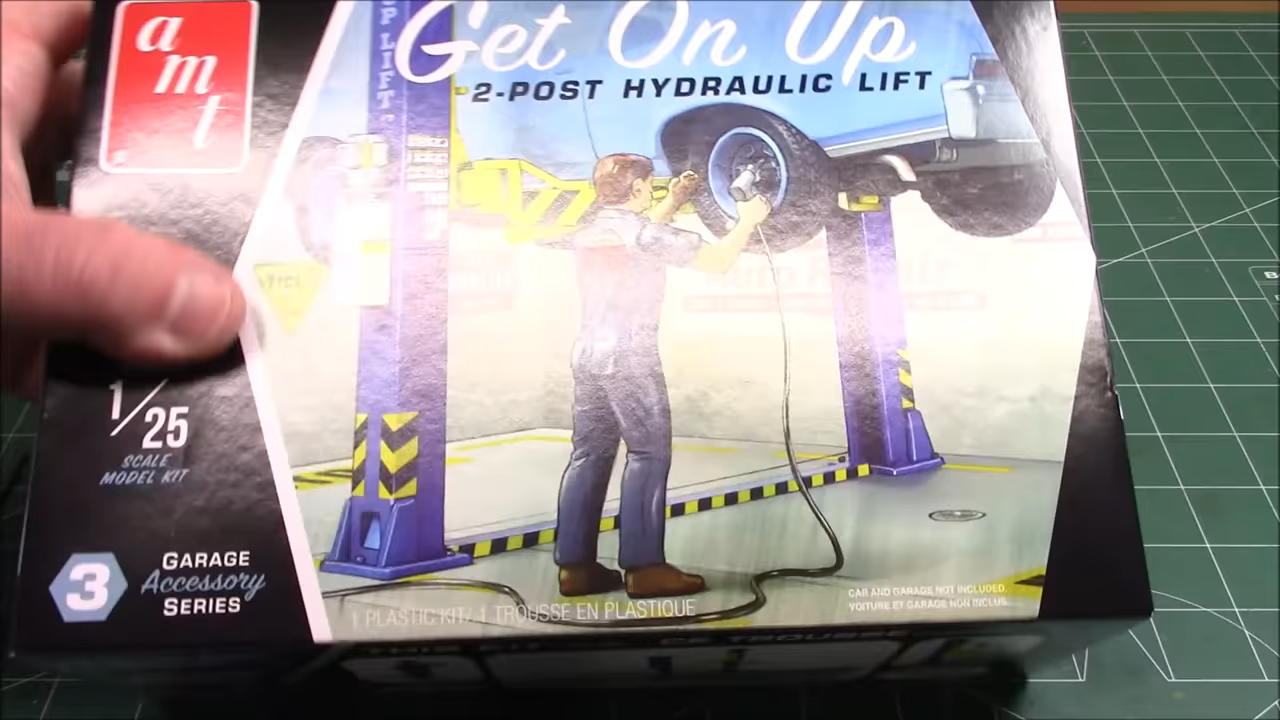 amt
Get On Up
2-POST HYDRAULIC LIFT
1/25
SCALE
MODEL KIT
3
GARAGE
Accessory
SERIES
1 PLASTIC KIT/ 1 TROUSSE EN PLASTIQUE
CAR AND GARAGE NOT INCLUDED.
VOITURE ET GARAGE NON INCLUS.